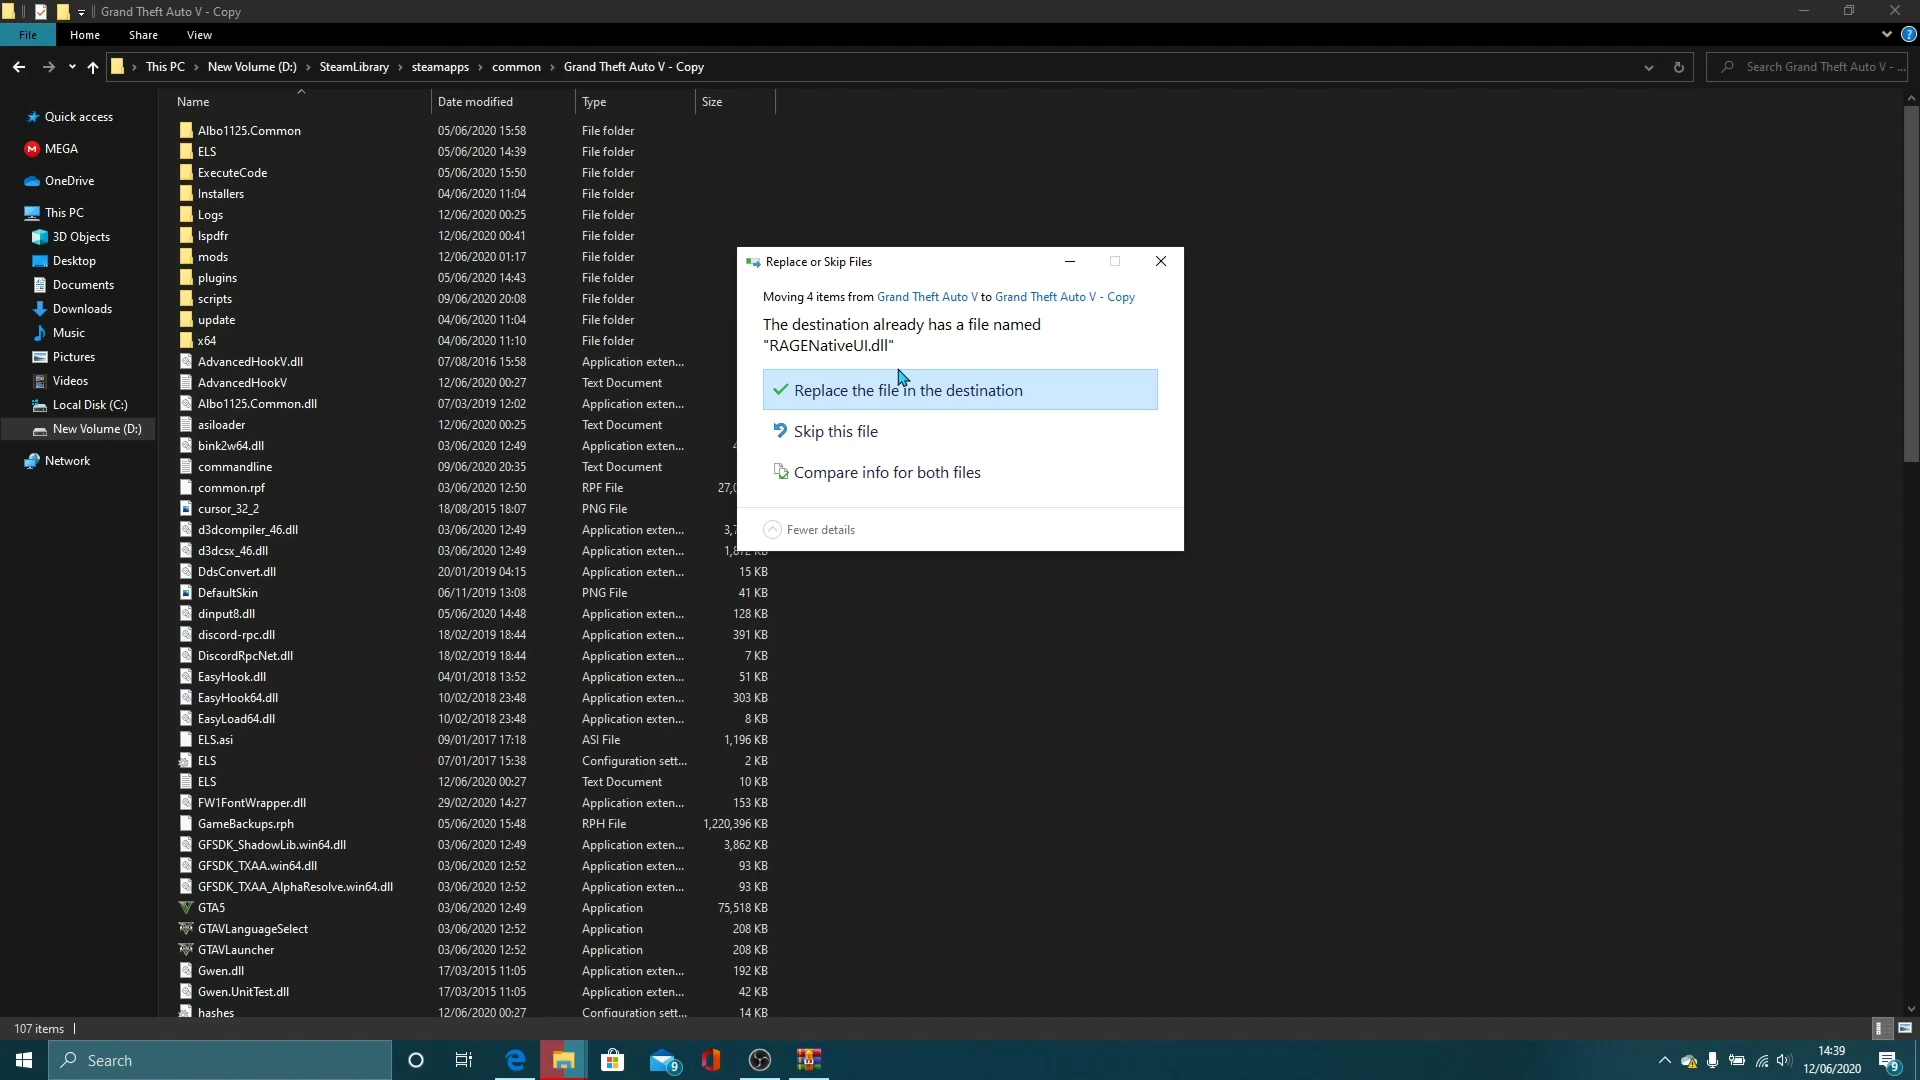 Grand Theft Auto V - Copy
File Home Share View
This PC New Volume (D:) SteamLibrary steamapps common Grand Theft Auto V - Copy Search Grand Theft Auto V - ...
Name Date modified Type Size
Quick access
MEGA
OneDrive
This PC
3D Objects
Desktop
Documents
Downloads
Music
Pictures
Videos
Local Disk (C:)
New Volume (D:)
Network
Albo1125.Common 05/06/2020 15:58 File folder
ELS 05/06/2020 14:39 File folder
ExecuteCode 05/06/2020 15:50 File folder
Installers 04/06/2020 11:04 File folder
Logs 12/06/2020 00:25 File folder
lspdfr 12/06/2020 00:41 File folder
mods 12/06/2020 01:17 File folder
plugins 05/06/2020 14:43 File folder
scripts 09/06/2020 20:08 File folder
update 04/06/2020 11:04 File folder
x64 04/06/2020 11:10 File folder
AdvancedHookV.dll 07/08/2016 15:58 Application exten...
AdvancedHookV 12/06/2020 00:27 Text Document
Albo1125.Common.dll 07/03/2019 12:02 Application exten...
asiloader 12/06/2020 00:25 Text Document
bink2w64.dll 03/06/2020 12:49 Application exten...
commandline 09/06/2020 20:35 Text Document
common.rpf 03/06/2020 12:50 RPF File
cursor_32_2 18/08/2015 18:07 PNG File
d3dcompiler_46.dll 03/06/2020 12:49 Application exten...
d3dcsx_46.dll 03/06/2020 12:49 Application exten...
DdsConvert.dll 20/01/2019 04:15 Application exten... 15 KB
DefaultSkin 06/11/2019 13:08 PNG File 41 KB
dinput8.dll 05/06/2020 14:48 Application exten... 128 KB
discord-rpc.dll 18/02/2019 18:44 Application exten... 391 KB
DiscordRpcNet.dll 18/02/2019 18:44 Application exten... 7 KB
EasyHook.dll 04/01/2018 13:52 Application exten... 51 KB
EasyHook64.dll 10/02/2018 23:48 Application exten... 303 KB
EasyLoad64.dll 10/02/2018 23:48 Application exten... 8 KB
ELS.asi 09/01/2017 17:18 ASI File 1,196 KB
ELS 07/01/2017 15:38 Configuration sett... 2 KB
ELS 12/06/2020 00:27 Text Document 10 KB
FW1FontWrapper.dll 29/02/2020 14:27 Application exten... 153 KB
GameBackups.rph 05/06/2020 15:48 RPH File 1,220,396 KB
GFSDK_ShadowLib.win64.dll 03/06/2020 12:49 Application exten... 3,862 KB
GFSDK_TXAA.win64.dll 03/06/2020 12:52 Application exten... 93 KB
GFSDK_TXAA_AlphaResolve.win64.dll 03/06/2020 12:52 Application exten... 93 KB
GTA5 03/06/2020 12:49 Application 75,518 KB
GTAVLanguageSelect 03/06/2020 12:52 Application 208 KB
GTAVLauncher 03/06/2020 12:52 Application 208 KB
Gwen.dll 17/03/2015 11:05 Application exten... 192 KB
Gwen.UnitTest.dll 17/03/2015 11:05 Application exten... 42 KB
hashes 12/06/2020 00:27 Configuration sett... 14 KB
Replace or Skip Files
Moving 4 items from Grand Theft Auto V to Grand Theft Auto V - Copy
The destination already has a file named
"RAGENativeUI.dll"
Replace the file in the destination
Skip this file
Compare info for both files
Fewer details
107 items
Search
9
14:39
12/06/2020
9